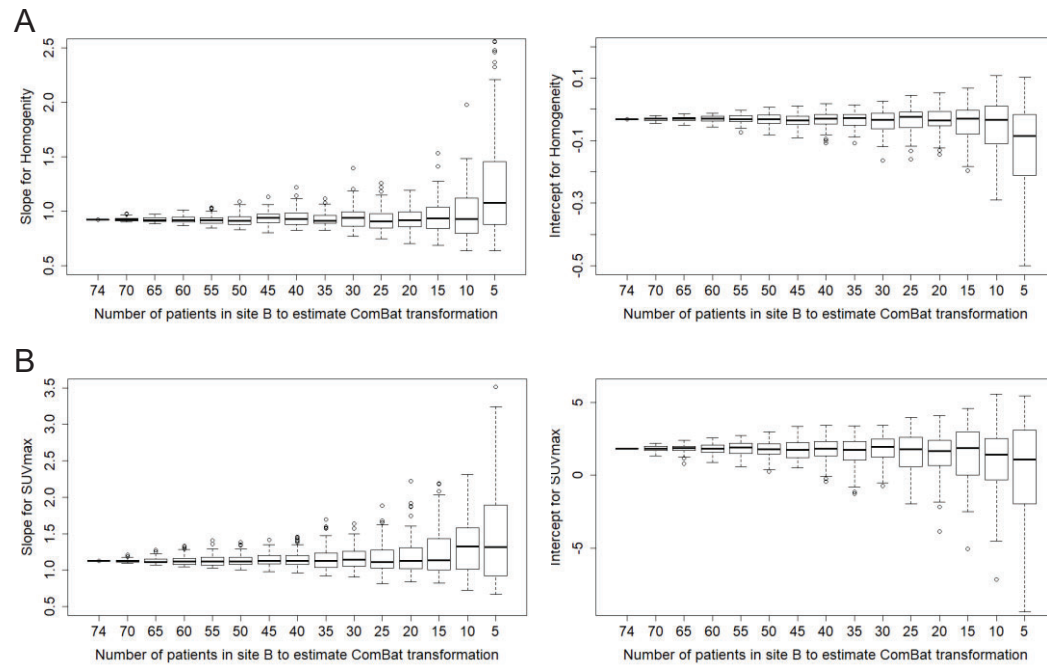 A
Slope for Homogenity
2.5
2.0
1.5
1.0
0.5
74 70 65 60 55 50 45 40 35 30 25 20 15 10 5
Number of patients in site B to estimate ComBat transformation
Intercept for Homogeneity
0.1
-0.1
-0.3
-0.5
74 70 65 60 55 50 45 40 35 30 25 20 15 10 5
Number of patients in site B to estimate ComBat transformation
B
Slope for SUVmax
3.5
3.0
2.5
2.0
1.5
1.0
0.5
74 70 65 60 55 50 45 40 35 30 25 20 15 10 5
Number of patients in site B to estimate ComBat transformation
Intercept for SUVmax
5
0
-5
74 70 65 60 55 50 45 40 35 30 25 20 15 10 5
Number of patients in site B to estimate ComBat transformation